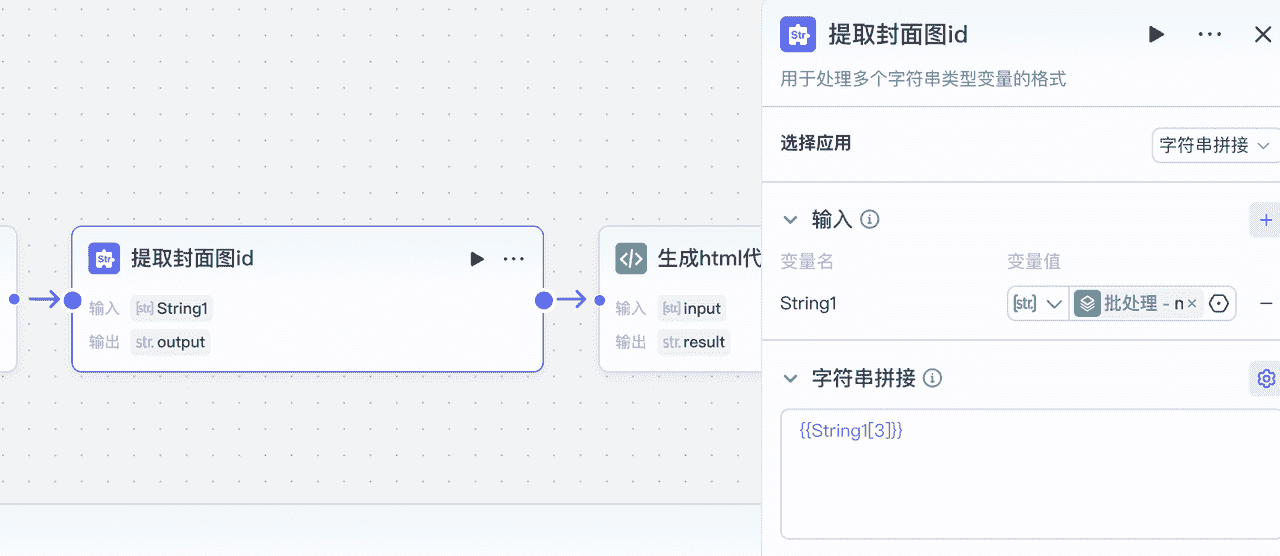 提取封面图id
输入 [str] String1
输出 str. output
生成html代
输入 [str] input
输出 str. result
Str 提取封面图id
用于处理多个字符串类型变量的格式
选择应用 字符串拼接
输入
变量名 变量值
String1 [str] 批处理 - n
字符串拼接
{{String1[3]}}